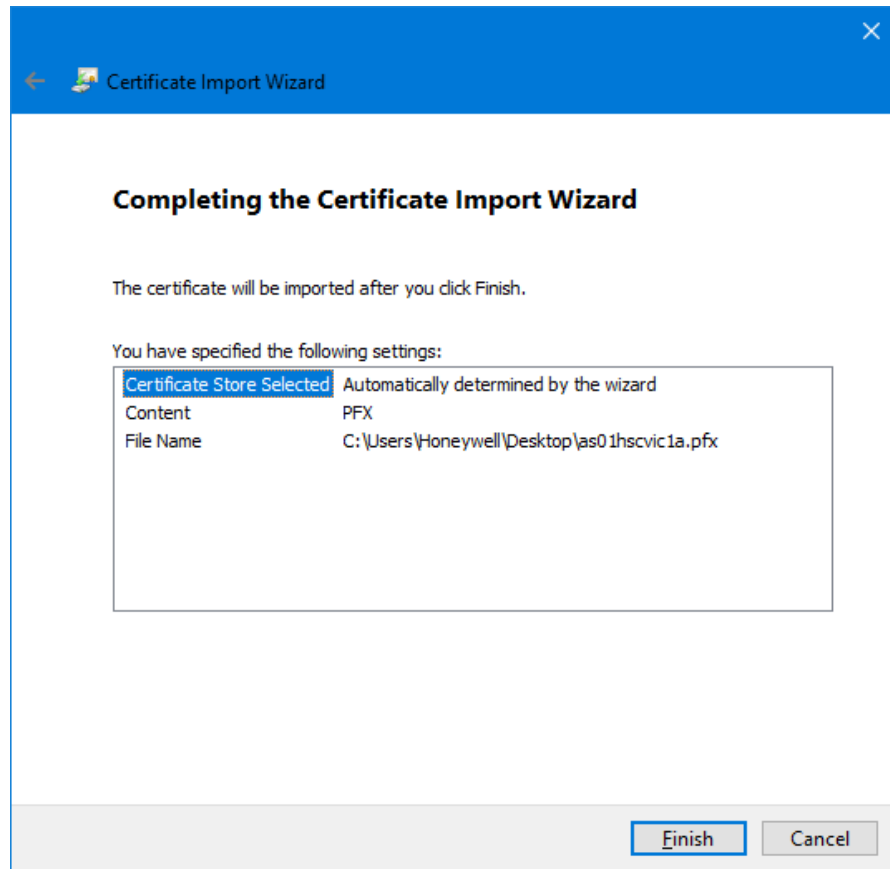 Certificate Import Wizard
Completing the Certificate Import Wizard
The certificate will be imported after you click Finish.
You have specified the following settings:
Certificate Store Selected Automatically determined by the wizard
Content PFX
File Name C:\Users\Honeywell\Desktop\as01hscvic1a.pfx
Finish Cancel